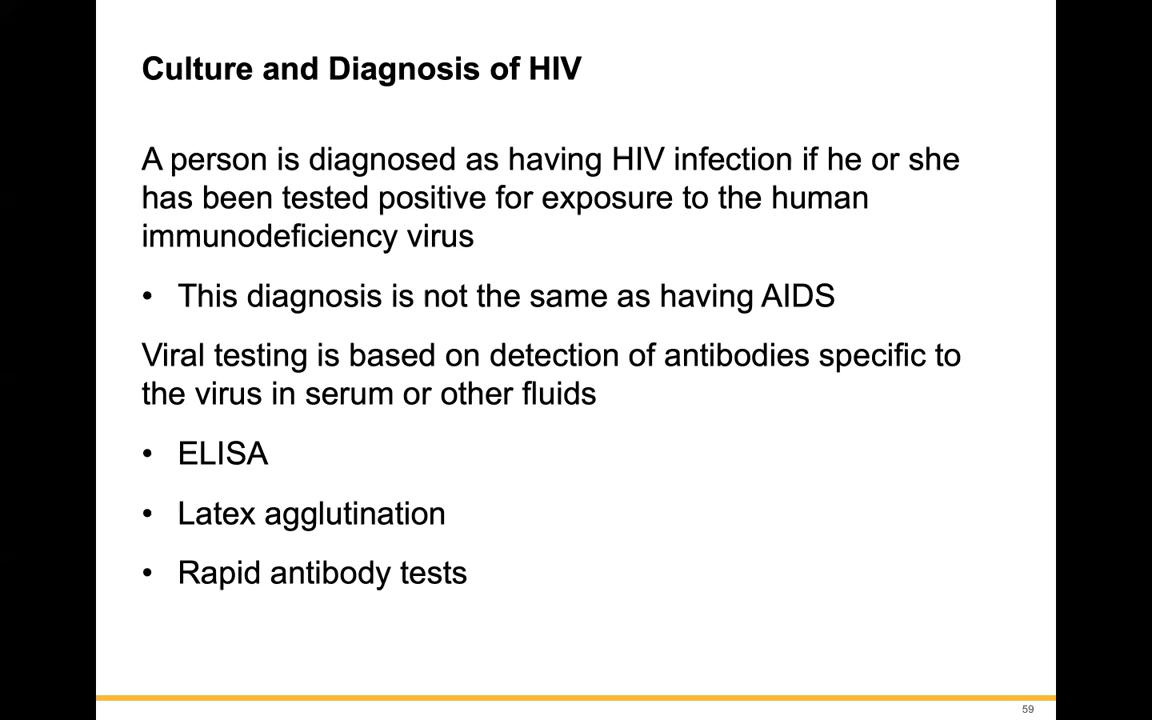 Culture and Diagnosis of HIV
A person is diagnosed as having HIV infection if he or she
has been tested positive for exposure to the human
immunodeficiency virus
• This diagnosis is not the same as having AIDS
Viral testing is based on detection of antibodies specific to
the virus in serum or other fluids
• ELISA
• Latex agglutination
• Rapid antibody tests
59